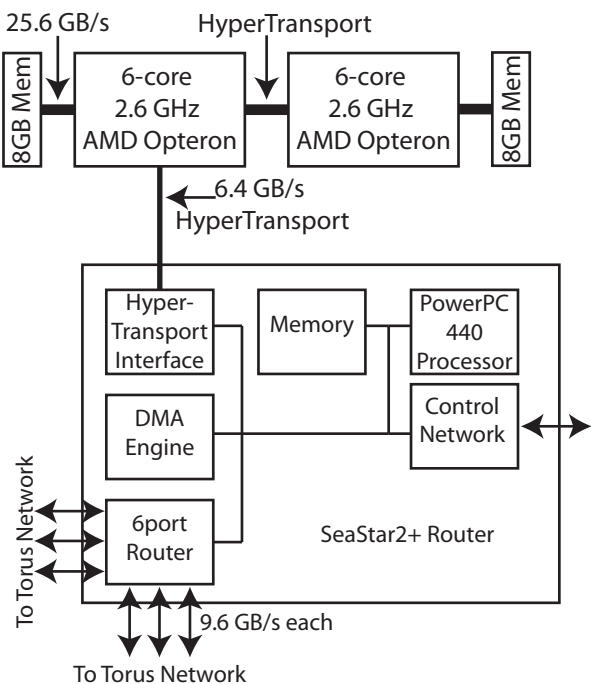 25.6 GB/s
HyperTransport
8GB Mem
6-core
2.6 GHz
AMD Opteron
6-core
2.6 GHz
AMD Opteron
8GB Mem
6.4 GB/s
HyperTransport
Hyper-
Transport
Interface
Memory
PowerPC
440
Processor
DMA
Engine
Control
Network
To Torus Network
6port
Router
SeaStar2+ Router
9.6 GB/s each
To Torus Network